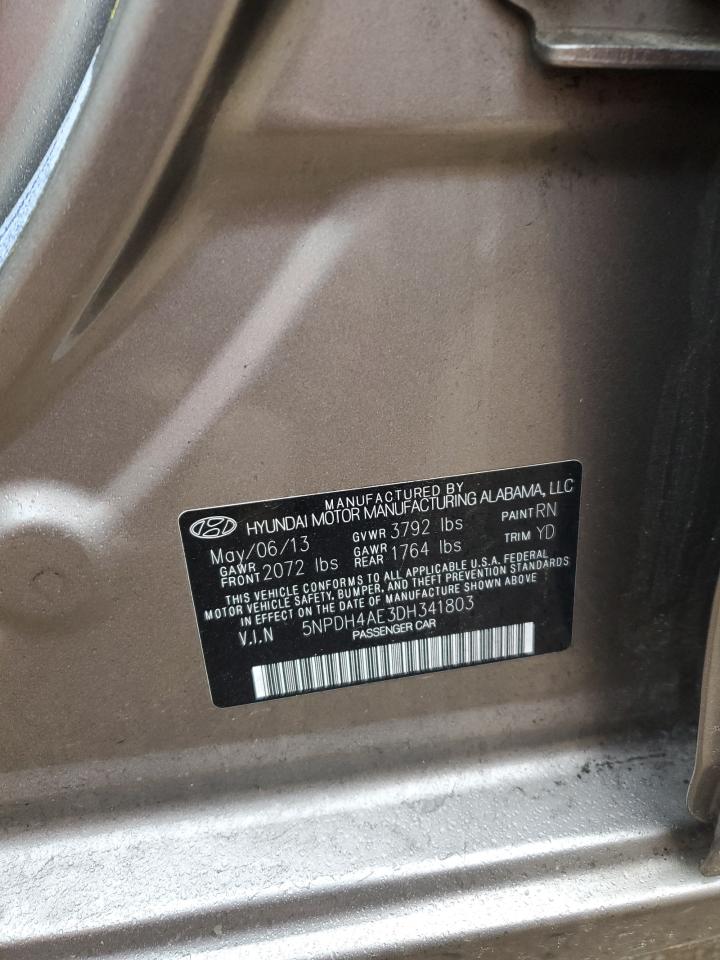 MANUFACTURED BY
HYUNDAI MOTOR MANUFACTURING ALABAMA, LLC
May/06/13 GVWR 3792 lbs PAINT RN
GAWR FRONT 2072 lbs GAWR REAR 1764 lbs TRIM YD
THIS VEHICLE CONFORMS TO ALL APPLICABLE U.S.A. FEDERAL
MOTOR VEHICLE SAFETY, BUMPER, AND THEFT PREVENTION STANDARDS
IN EFFECT ON THE DATE OF MANUFACTURE SHOWN ABOVE
V.I.N 5NPDH4AE3DH341803
PASSENGER CAR